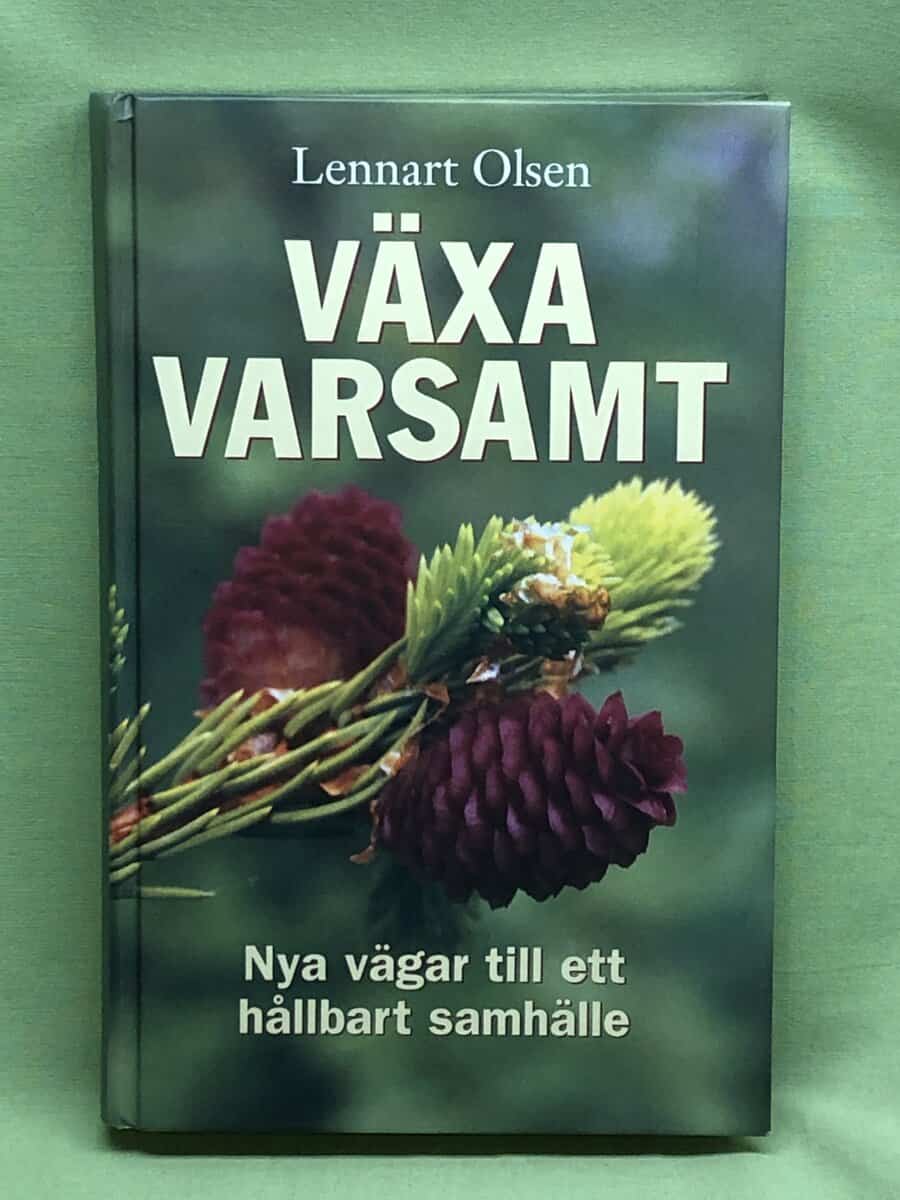 Lennart Olsen
VÄXA
VARSAMT
Nya vägar till ett
hållbart samhälle